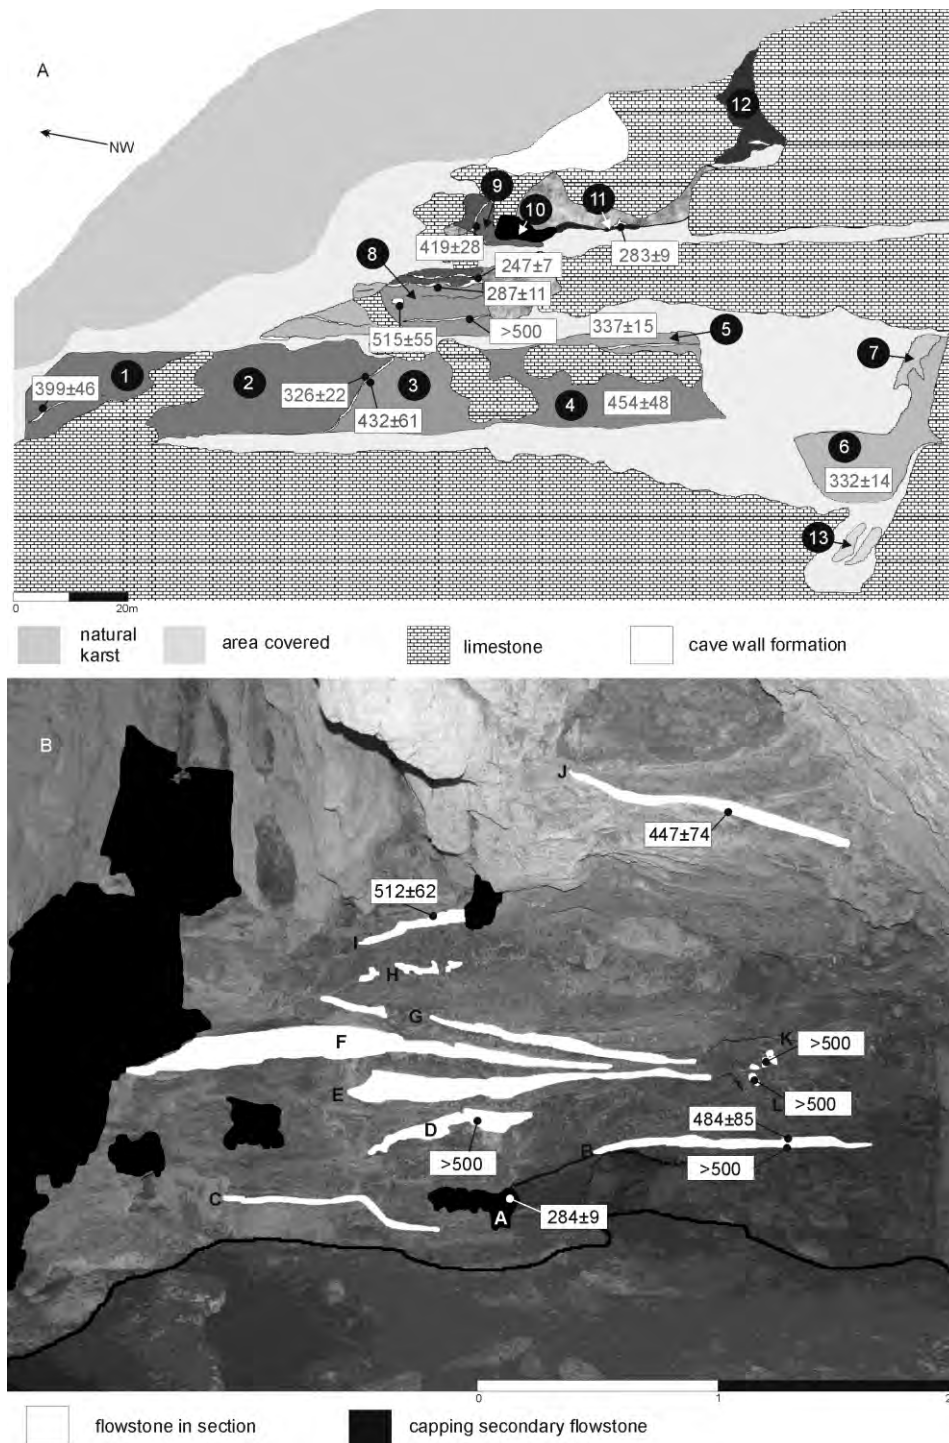 A
NW
12
9
10
11
419±28
283±9
8
247±7
287±11
>500
515±55
337±15
5
7
1
399±46
2
326±22
3
432±61
4
454±48
6
332±14
13
0 20m
natural karst
area covered
limestone
cave wall formation
B
J
447±74
512±62
I
H
G
F
K
>500
E
L
>500
D
484±85
>500
B
>500
C
A
284±9
0 1 2
flowstone in section
capping secondary flowstone